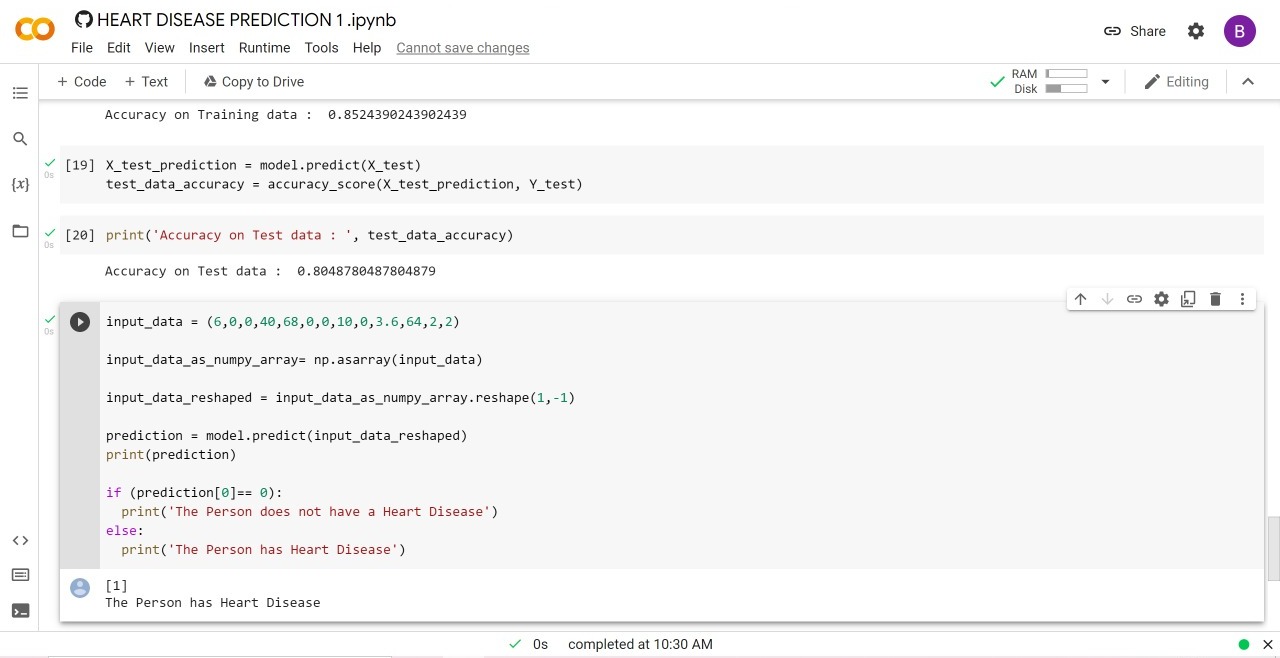 HEART DISEASE PREDICTION 1 .ipynb
Share
B
File Edit View Insert Runtime Tools Help Cannot save changes
+ Code + Text Copy to Drive
RAM
Disk
Editing
Accuracy on Training data :  0.8524390243902439
{x}
0s
[19] X_test_prediction = model.predict(X_test)
test_data_accuracy = accuracy_score(X_test_prediction, Y_test)
0s
[20] print('Accuracy on Test data : ', test_data_accuracy)
Accuracy on Test data :  0.8048780487804879
0s
input_data = (6,0,0,40,68,0,0,10,0,3.6,64,2,2)
input_data_as_numpy_array= np.asarray(input_data)
input_data_reshaped = input_data_as_numpy_array.reshape(1,-1)
prediction = model.predict(input_data_reshaped)
print(prediction)
if (prediction[0]== 0):
  print('The Person does not have a Heart Disease')
else:
  print('The Person has Heart Disease')
[1]
The Person has Heart Disease
0s completed at 10:30 AM